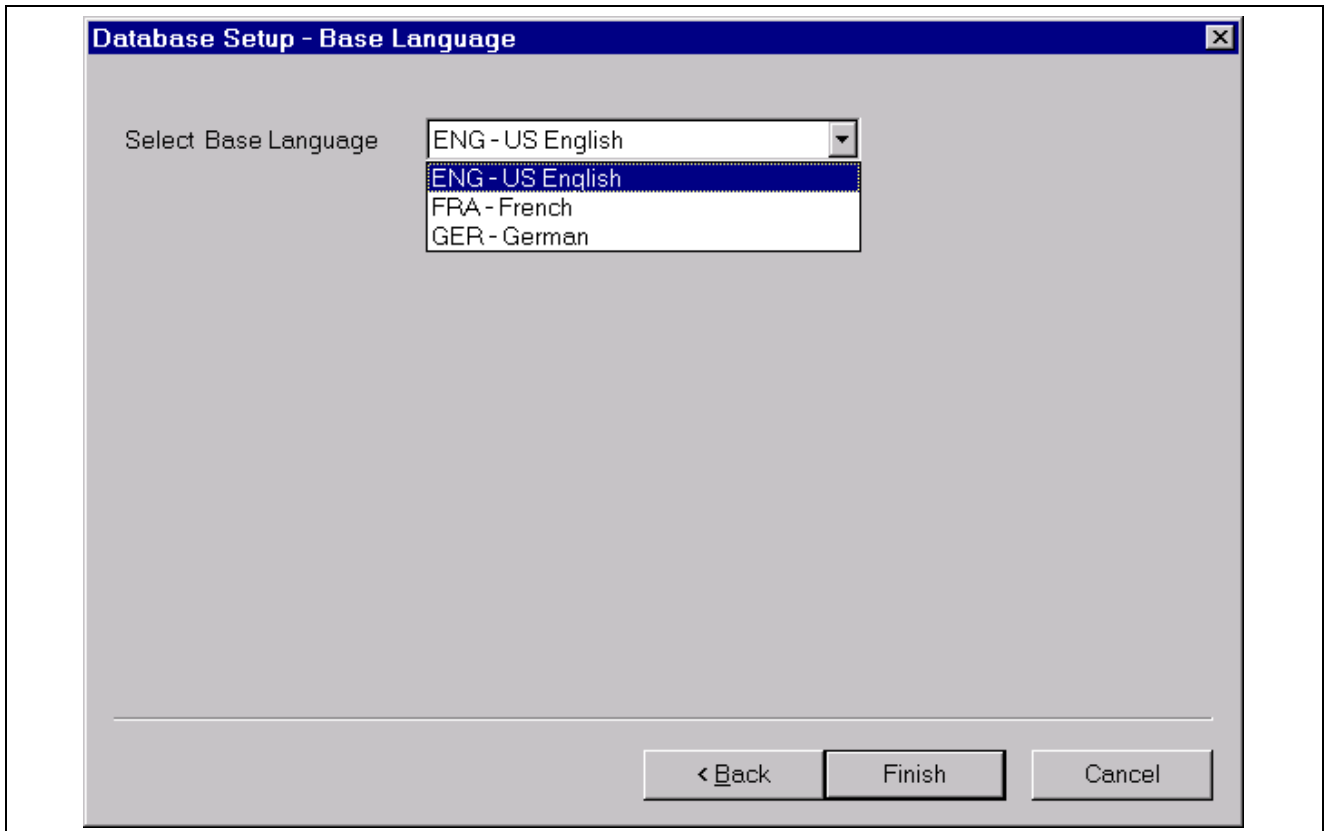 Database Setup - Base Language
Select Base Language
ENG - US English
ENG - US English
FRA - French
GER - German
< Back
Finish
Cancel